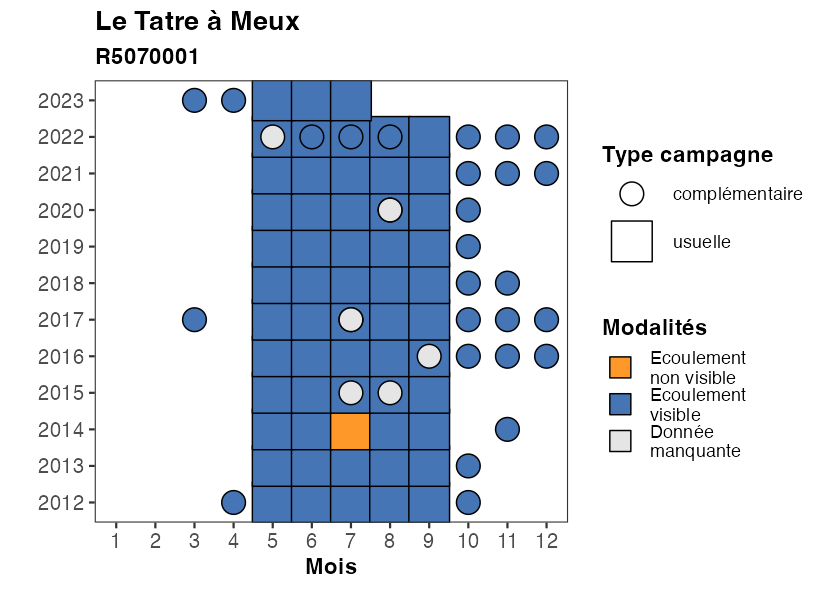 Le Tatre à Meux
R5070001
2023
2022
2021
2020
2019
2018
2017
2016
2015
2014
2013
2012
1 2 3 4 5 6 7 8 9 10 11 12
Mois
Type campagne
complémentaire
usuelle
Modalités
Ecoulement
non visible
Ecoulement
visible
Donnée
manquante